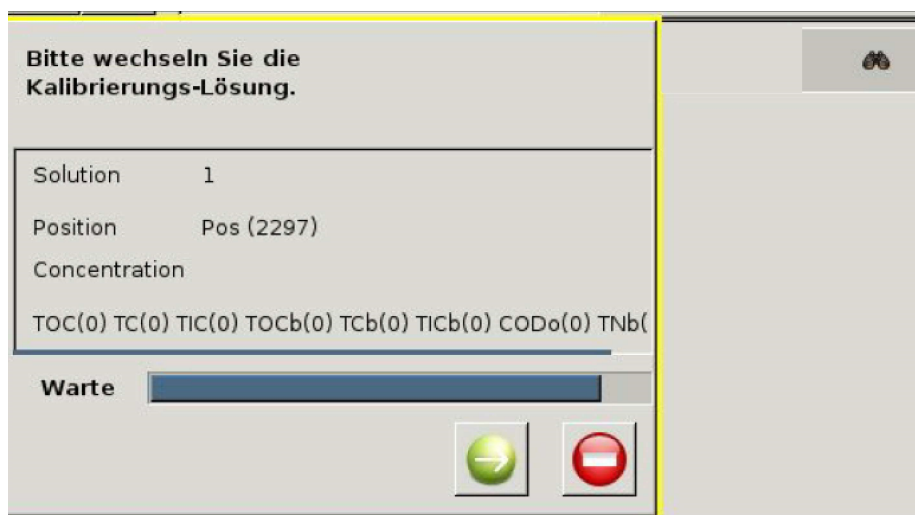 Bitte wechseln Sie die
Kalibrierungs-Lösung.
Solution 1
Position Pos (2297)
Concentration
TOC(0) TC(0) TIC(0) TOCb(0) TCb(0) TICb(0) CODo(0) TNb(
Warte